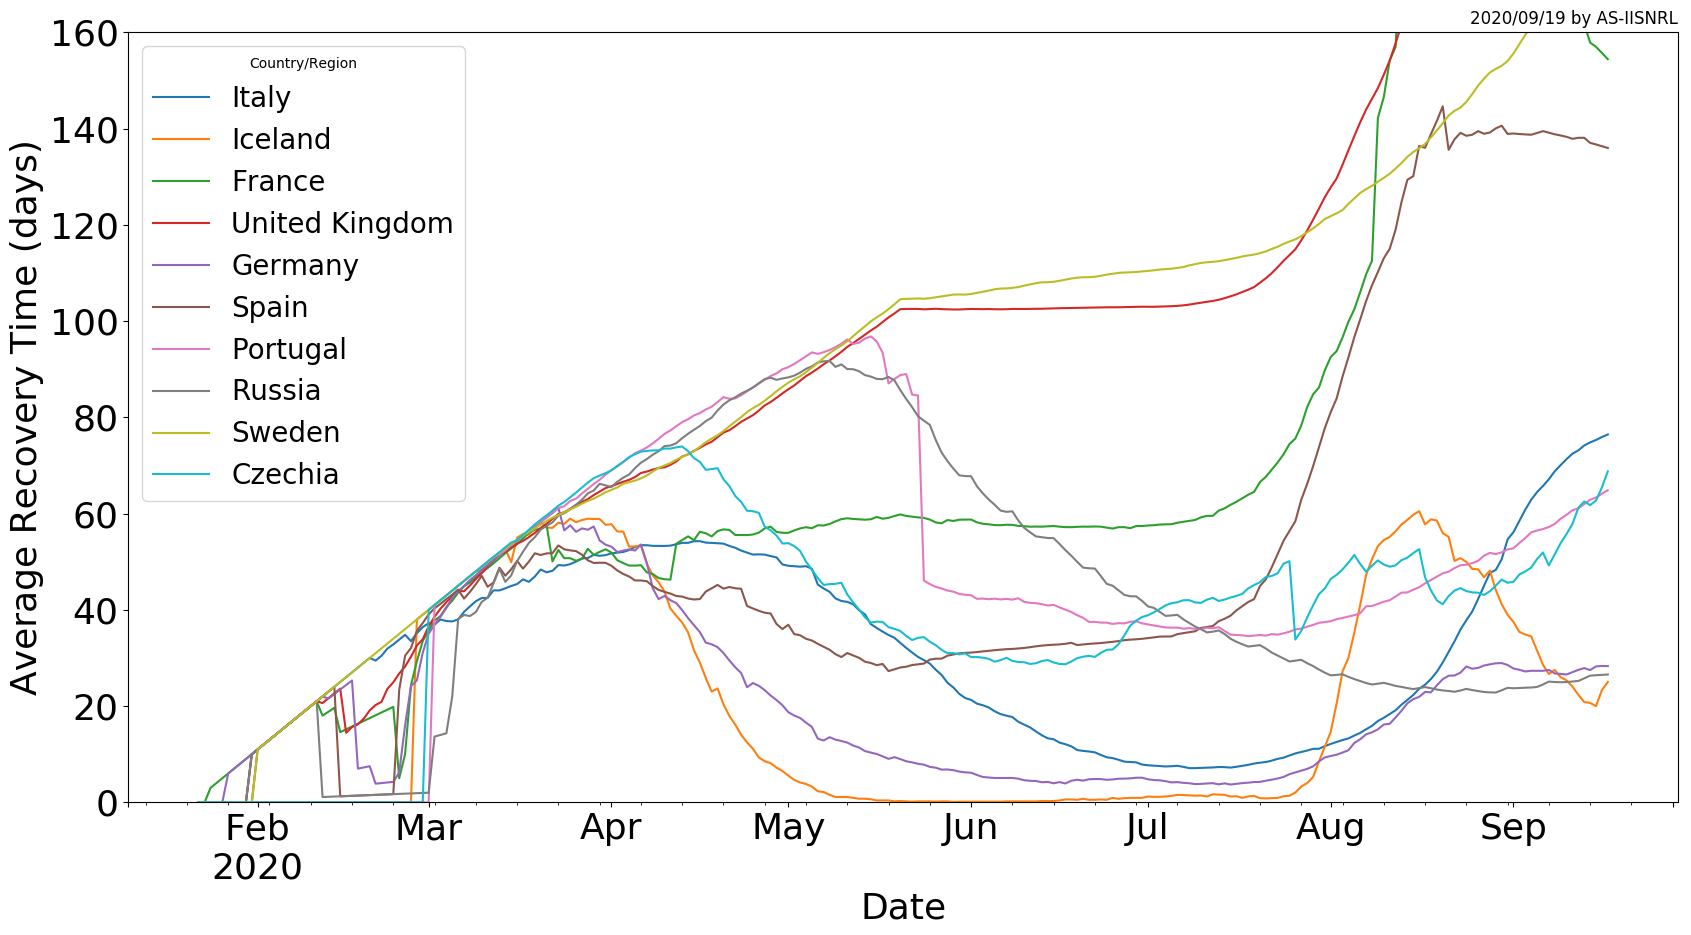 2020/09/19 by AS-IISNRL
160
140
120
100
80
60
40
20
0
Average Recovery Time (days)
Country/Region
Italy
Iceland
France
United Kingdom
Germany
Spain
Portugal
Russia
Sweden
Czechia
Feb Mar Apr May Jun Jul Aug Sep
2020
Date